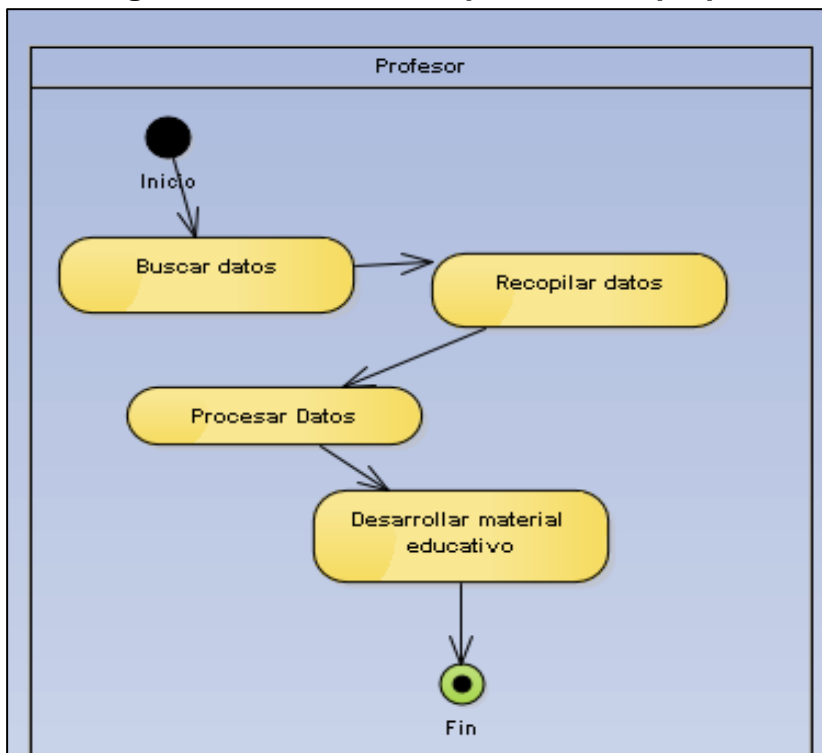 Profesor
Inicio
Buscar datos
Recopilar datos
Procesar Datos
Desarrollar material
educativo
Fin